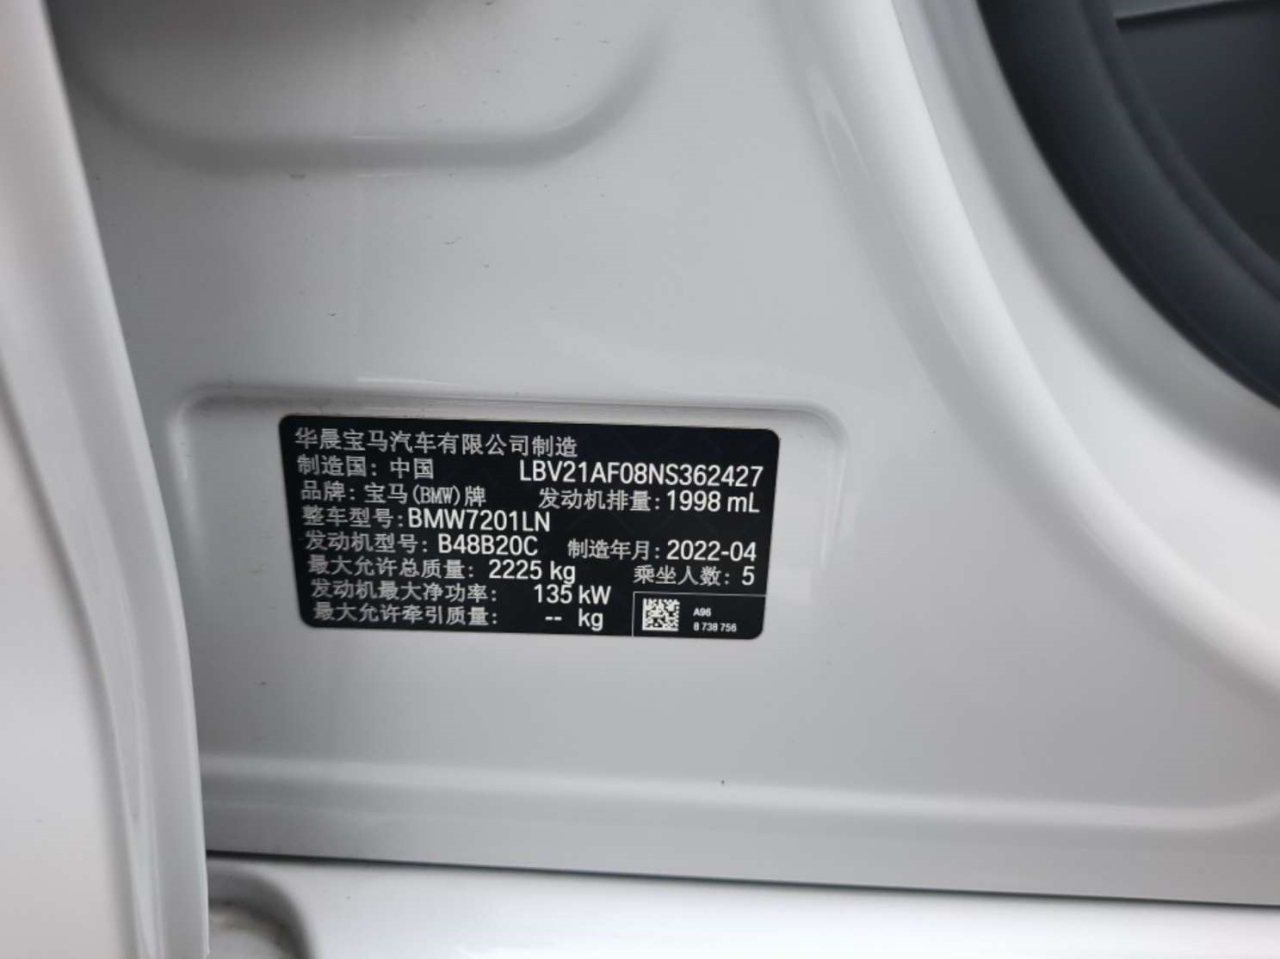 华晨宝马汽车有限公司制造
制造国：中国 LBV21AF08NS362427
品牌：宝马(BMW)牌 发动机排量：1998 mL
整车型号：BMW7201LN
发动机型号：B48B20C 制造年月：2022-04
最大允许总质量：2225 kg 乘坐人数：5
发动机最大净功率：135 kW
最大允许牵引质量：-- kg
A96
8 738 756